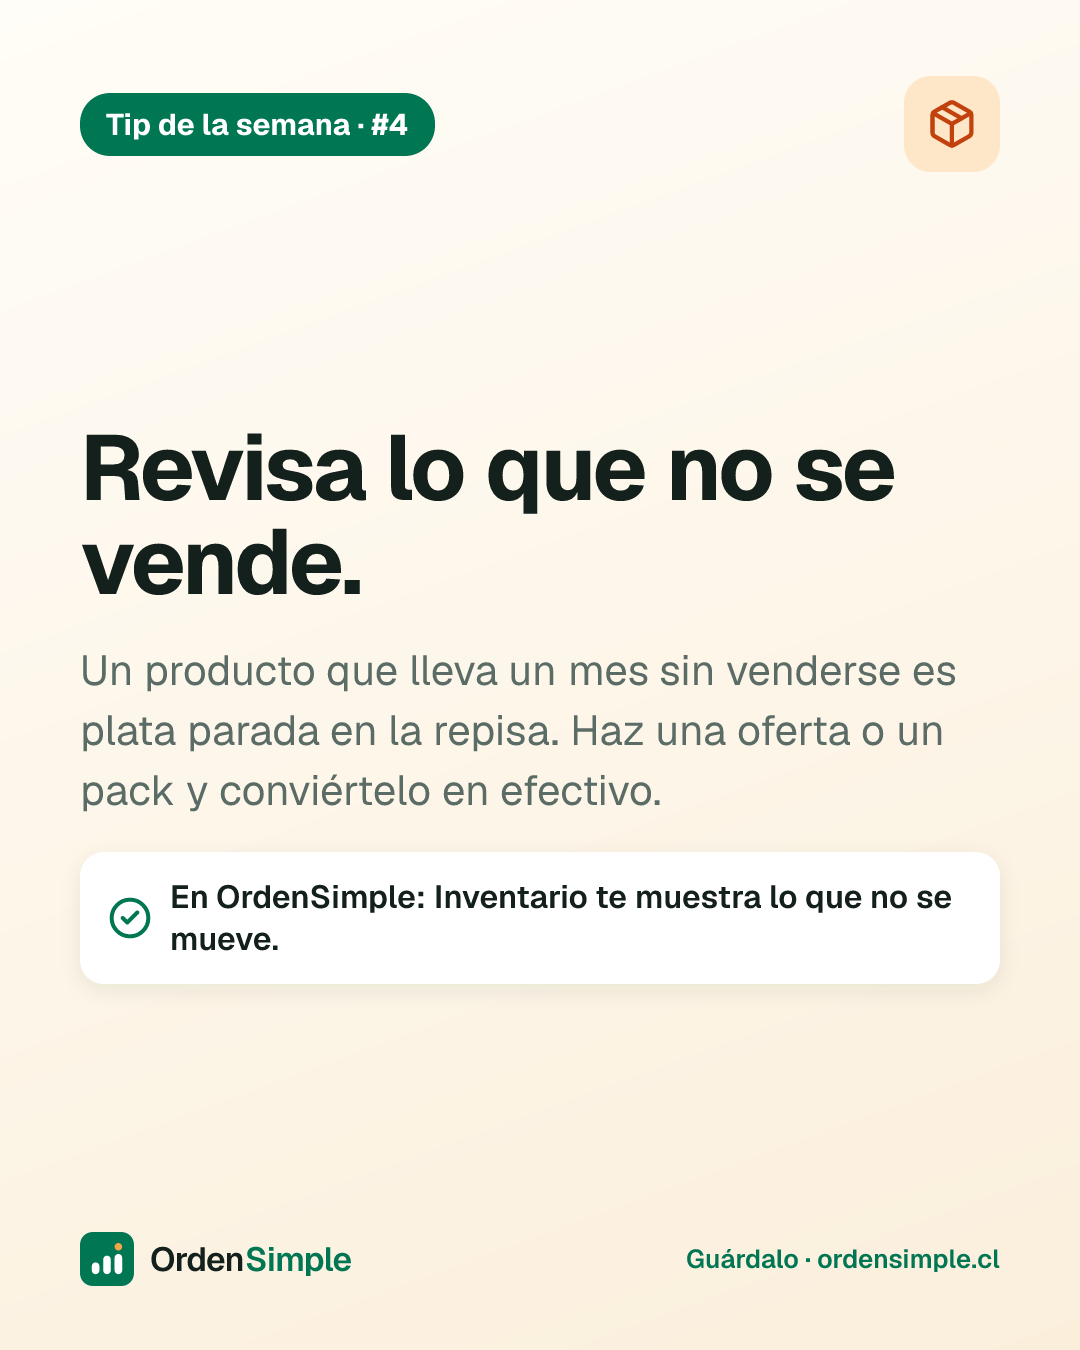 Tip de la semana · #4
Revisa lo que no se
vende.
Un producto que lleva un mes sin venderse es
plata parada en la repisa. Haz una oferta o un
pack y conviértelo en efectivo.
En OrdenSimple: Inventario te muestra lo que no se
mueve.
OrdenSimple
Guárdalo · ordensimple.cl